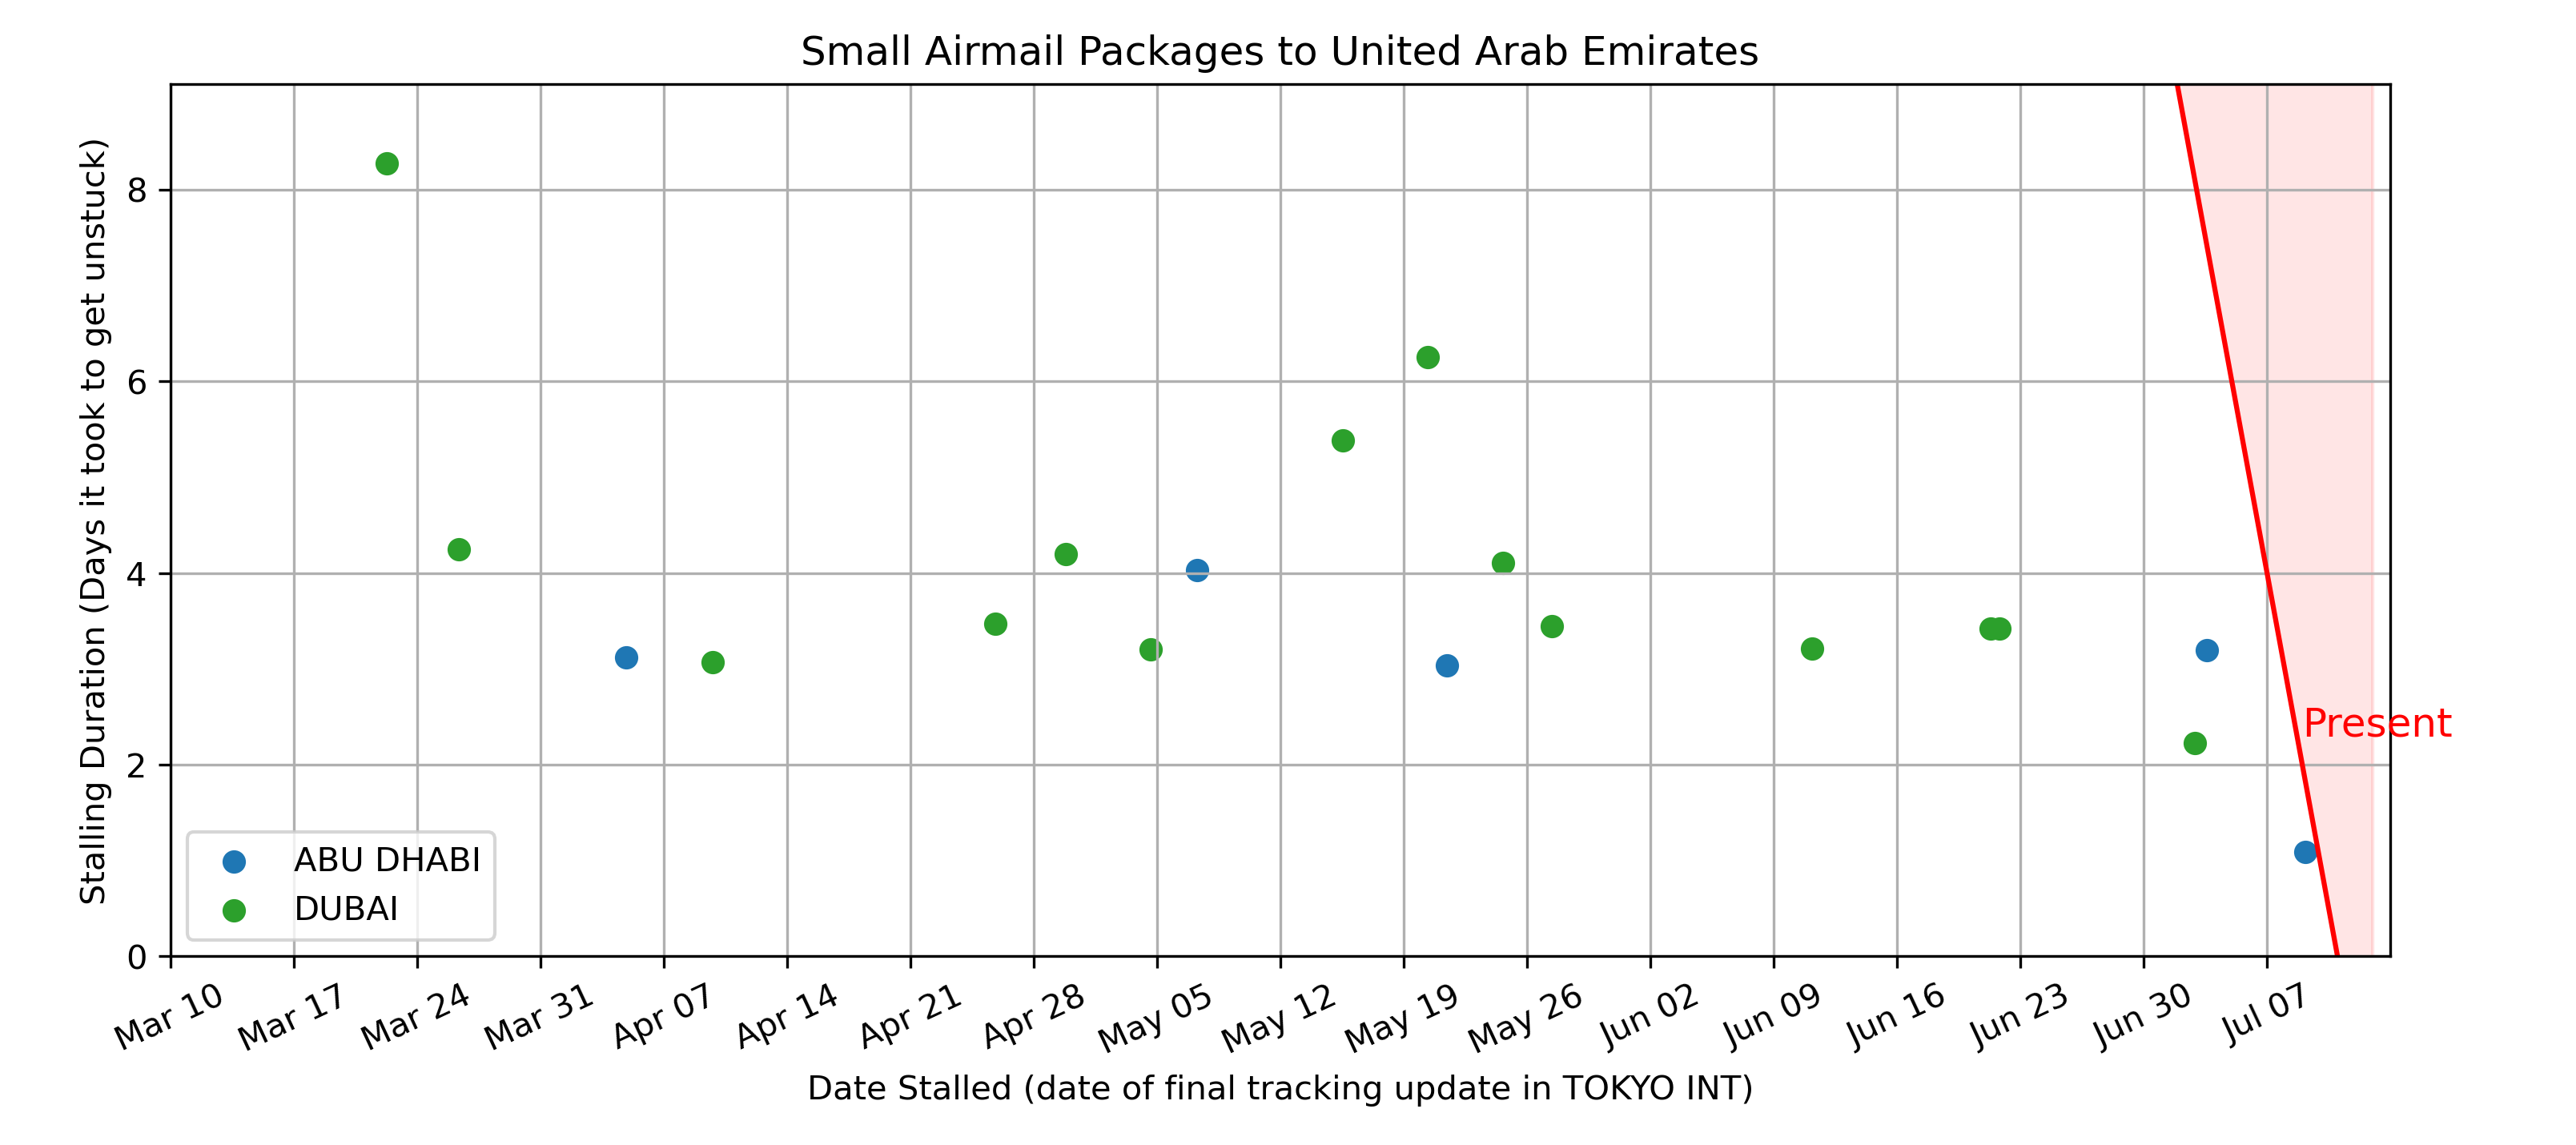 Small Airmail Packages to United Arab Emirates
Stalling Duration (Days it took to get unstuck)
8
6
4
2
0
Present
ABU DHABI
DUBAI
Mar 10
Mar 17
Mar 24
Mar 31
Apr 07
Apr 14
Apr 21
Apr 28
May 05
May 12
May 19
May 26
Jun 02
Jun 09
Jun 16
Jun 23
Jun 30
Jul 07
Date Stalled (date of final tracking update in TOKYO INT)